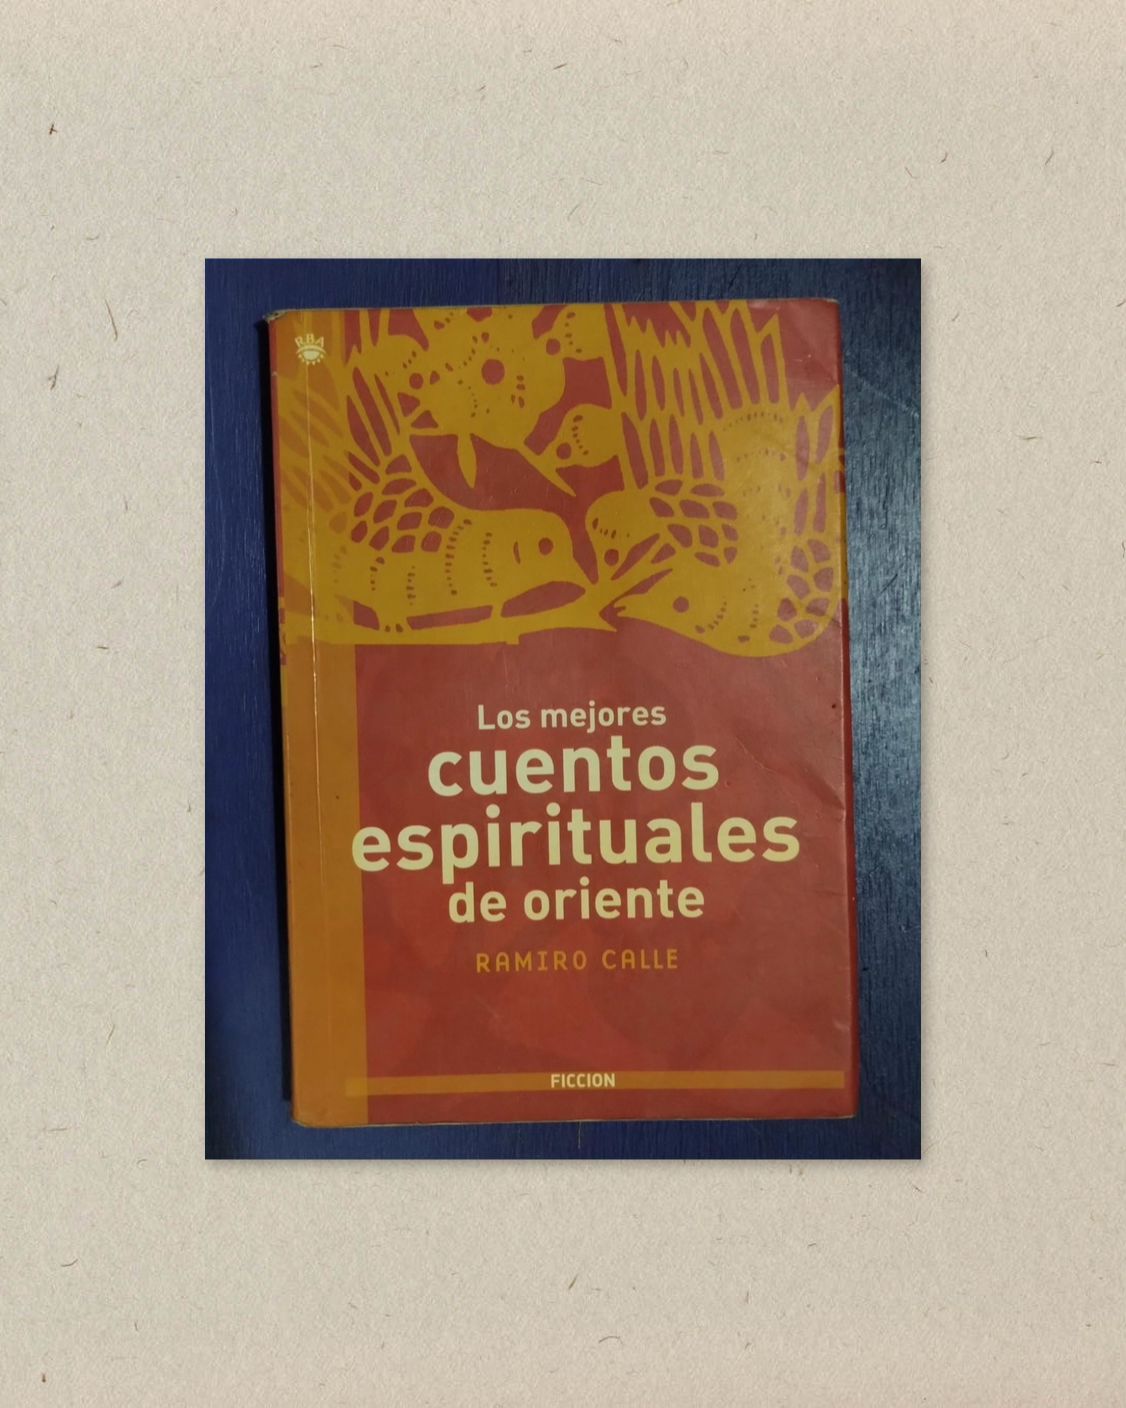 RBA
Los mejores
cuentos
espirituales
de oriente
RAMIRO CALLE
FICCION